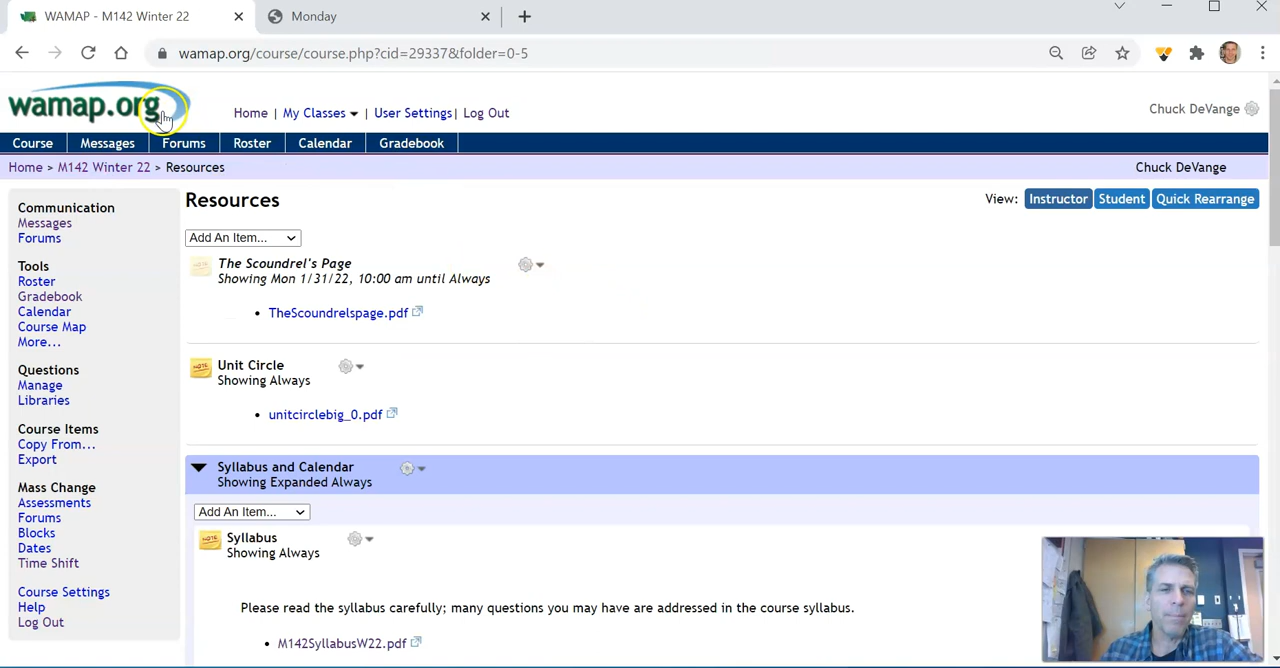 WAMAP - M142 Winter 22
Monday
wamap.org/course/course.php?cid=29337&folder=0-5
wamap.org
Home | My Classes | User Settings | Log Out
Chuck DeVange
Course Messages Forums Roster Calendar Gradebook
Home > M142 Winter 22 > Resources
Chuck DeVange
Communication
Messages
Forums
Tools
Roster
Gradebook
Calendar
Course Map
More...
Questions
Manage
Libraries
Course Items
Copy From...
Export
Mass Change
Assessments
Forums
Blocks
Dates
Time Shift
Course Settings
Help
Log Out
Resources
View: Instructor Student Quick Rearrange
Add An Item...
The Scoundrel's Page
Showing Mon 1/31/22, 10:00 am until Always
• TheScoundrelspage.pdf
NOTE
Unit Circle
Showing Always
• unitcirclebig_0.pdf
Syllabus and Calendar
Showing Expanded Always
Add An Item...
NOTE
Syllabus
Showing Always
Please read the syllabus carefully; many questions you may have are addressed in the course syllabus.
• M142SyllabusW22.pdf